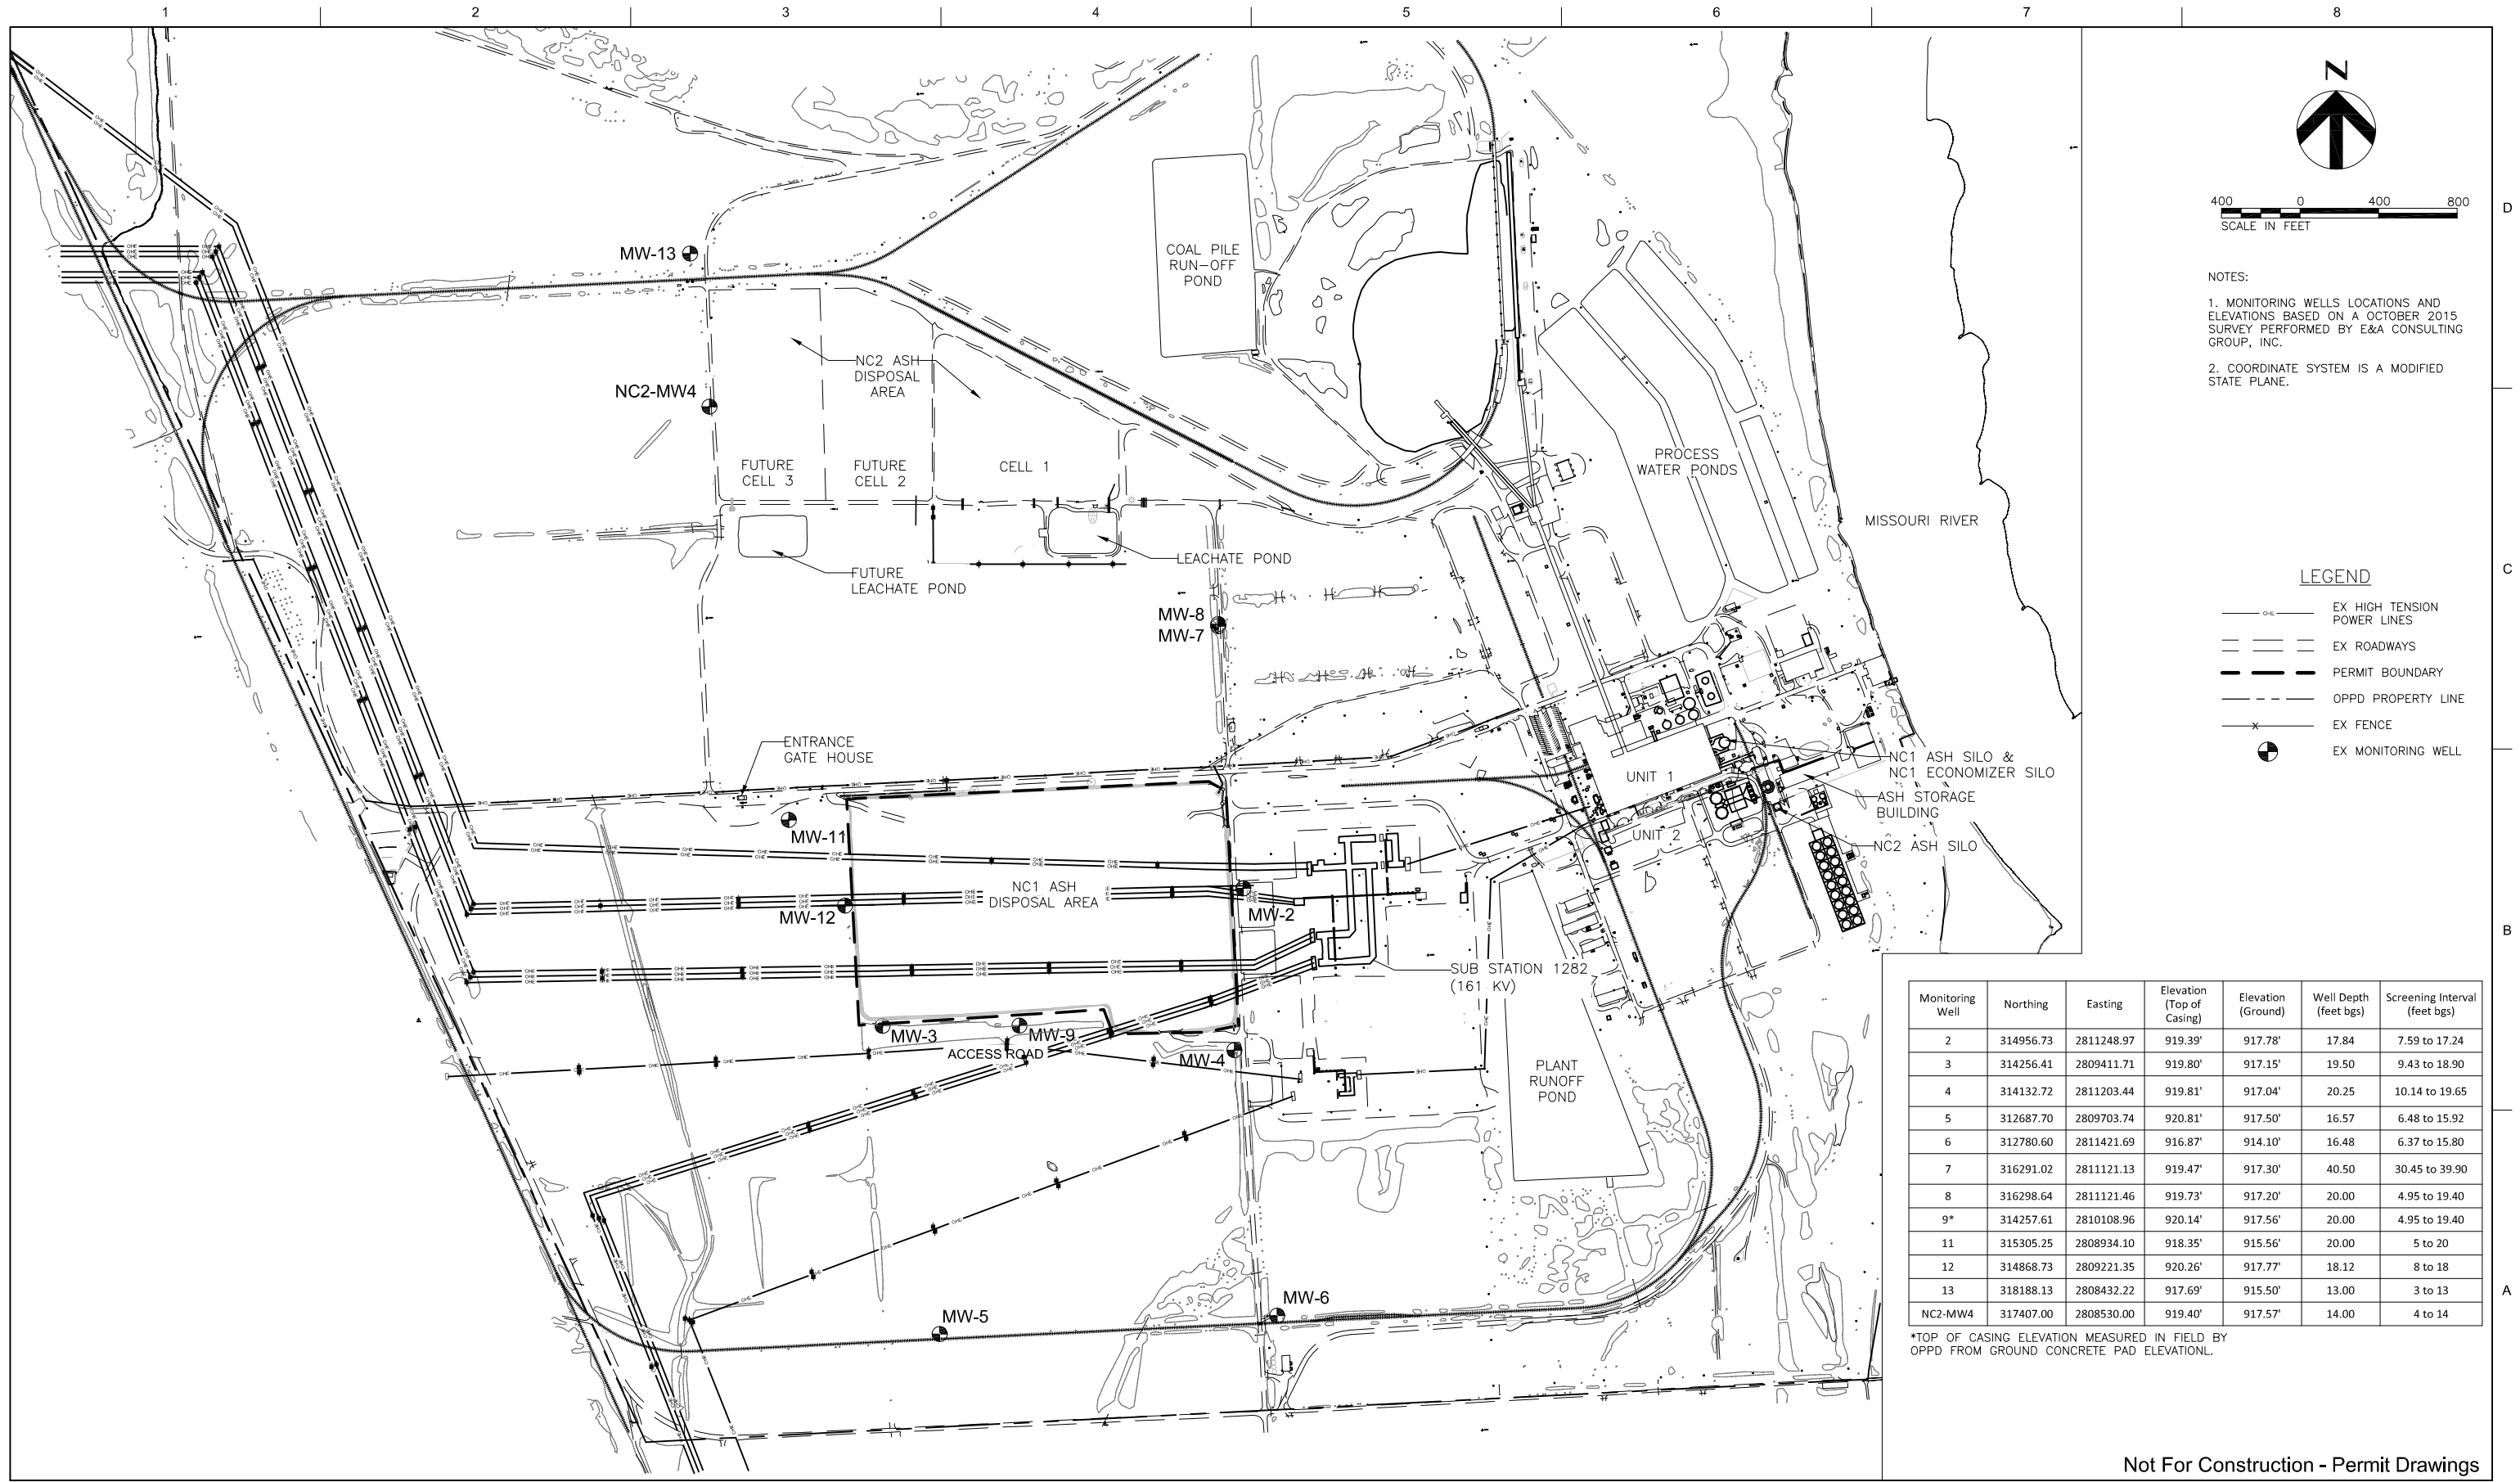 1 2 3 4 5 6 7 8
D
C
B
A
N
400 0 400 800
SCALE IN FEET
NOTES:
1. MONITORING WELLS LOCATIONS AND
ELEVATIONS BASED ON A OCTOBER 2015
SURVEY PERFORMED BY E&A CONSULTING
GROUP, INC.
2. COORDINATE SYSTEM IS A MODIFIED
STATE PLANE.
LEGEND
OHE
EX HIGH TENSION
POWER LINES
EX ROADWAYS
PERMIT BOUNDARY
OPPD PROPERTY LINE
x
EX FENCE
EX MONITORING WELL
MW-13
COAL PILE
RUN-OFF
POND
NC2-MW4
NC2 ASH
DISPOSAL
AREA
FUTURE
CELL 3
FUTURE
CELL 2
CELL 1
PROCESS
WATER PONDS
MISSOURI RIVER
LEACHATE POND
FUTURE
LEACHATE POND
MW-8
MW-7
ENTRANCE
GATE HOUSE
UNIT 1
NC1 ASH SILO &
NC1 ECONOMIZER SILO
ASH STORAGE
BUILDING
UNIT 2
NC2 ASH SILO
MW-11
NC1 ASH
DISPOSAL AREA
MW-12
MW-2
SUB STATION 1282
(161 KV)
MW-3
MW-9
ACCESS ROAD
MW-4
PLANT
RUNOFF
POND
MW-5
MW-6
Monitoring Well Northing Easting Elevation (Top of Casing) Elevation (Ground) Well Depth (feet bgs) Screening Interval (feet bgs)
2 314956.73 2811248.97 919.39' 917.78' 17.84 7.59 to 17.24
3 314256.41 2809411.71 919.80' 917.15' 19.50 9.43 to 18.90
4 314132.72 2811203.44 919.81' 917.04' 20.25 10.14 to 19.65
5 312687.70 2809703.74 920.81' 917.50' 16.57 6.48 to 15.92
6 312780.60 2811421.69 916.87' 914.10' 16.48 6.37 to 15.80
7 316291.02 2811121.13 919.47' 917.30' 40.50 30.45 to 39.90
8 316298.64 2811121.46 919.73' 917.20' 20.00 4.95 to 19.40
9* 314257.61 2810108.96 920.14' 917.56' 20.00 4.95 to 19.40
11 315305.25 2808934.10 918.35' 915.56' 20.00 5 to 20
12 314868.73 2809221.35 920.26' 917.77' 18.12 8 to 18
13 318188.13 2808432.22 917.69' 915.50' 13.00 3 to 13
NC2-MW4 317407.00 2808530.00 919.40' 917.57' 14.00 4 to 14
*TOP OF CASING ELEVATION MEASURED IN FIELD BY
OPPD FROM GROUND CONCRETE PAD ELEVATIONL.
Not For Construction - Permit Drawings